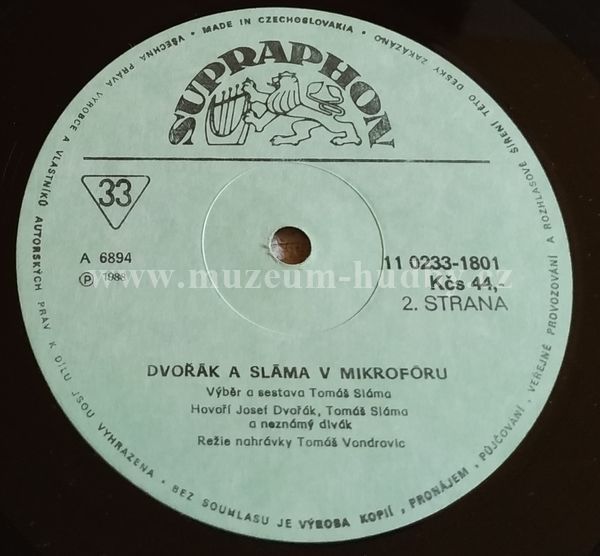 VŠECHNA PRÁVA VÝROBCE A VLASTNÍKŮ AUTORSKÝCH PRÁV K DÍLU JSOU VYHRAZENA · BEZ SOUHLASU JE VÝROBA KOPIÍ, PRONÁJEM, PŮJČOVÁNÍ, VEŘEJNÉ PROVOZOVÁNÍ A ROZHLASOVÉ ŠÍŘENÍ TÉTO DESKY ZAKÁZÁNO · MADE IN CZECHOSLOVAKIA ·
SUPRAPHON
33
A 6894
Ⓟ 1988
11 0233-1801
Kčs 44,-
2. STRANA
www.muzeum-hudby.cz
DVOŘÁK A SLÁMA V MIKROFÓRU
Výběr a sestava Tomáš Sláma
Hovoří Josef Dvořák, Tomáš Sláma
a neznámý divák
Režie nahrávky Tomáš Vondrovic